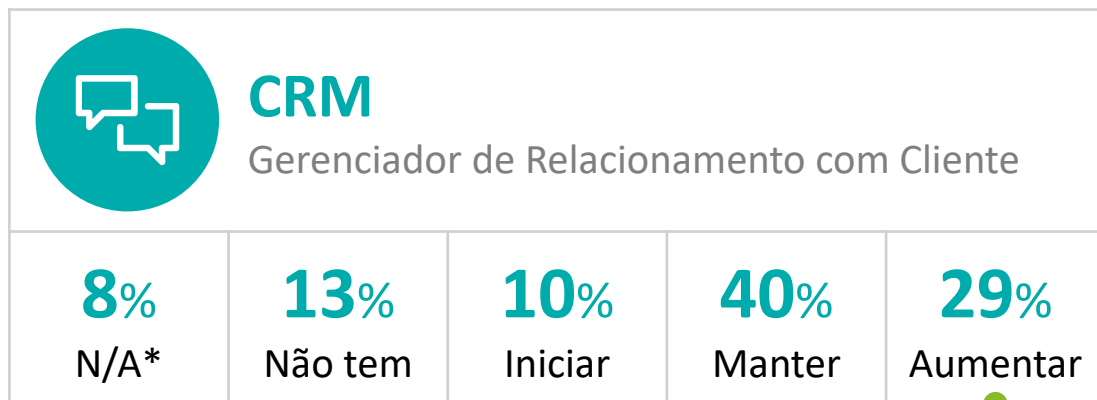 CRM
Gerenciador de Relacionamento com Cliente
8% 13% 10% 40% 29%
N/A* Não tem Iniciar Manter Aumentar